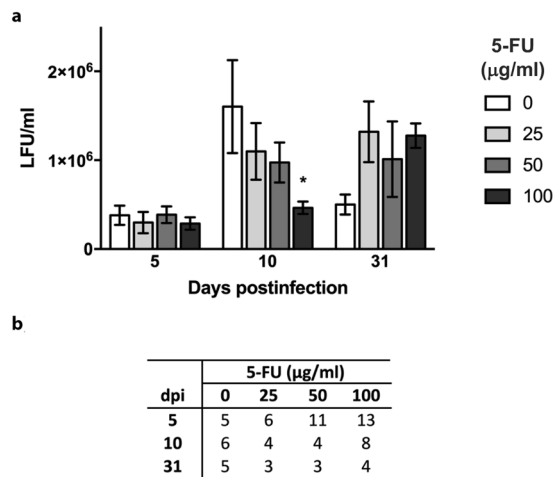 a
5-FU
(µg/ml)
0
25
50
100
2×10⁶
1×10⁶
0
LFU/ml
*
5 10 31
Days postinfection
b
5-FU (µg/ml)
dpi 0 25 50 100
5 5 6 11 13
10 6 4 4 8
31 5 3 3 4